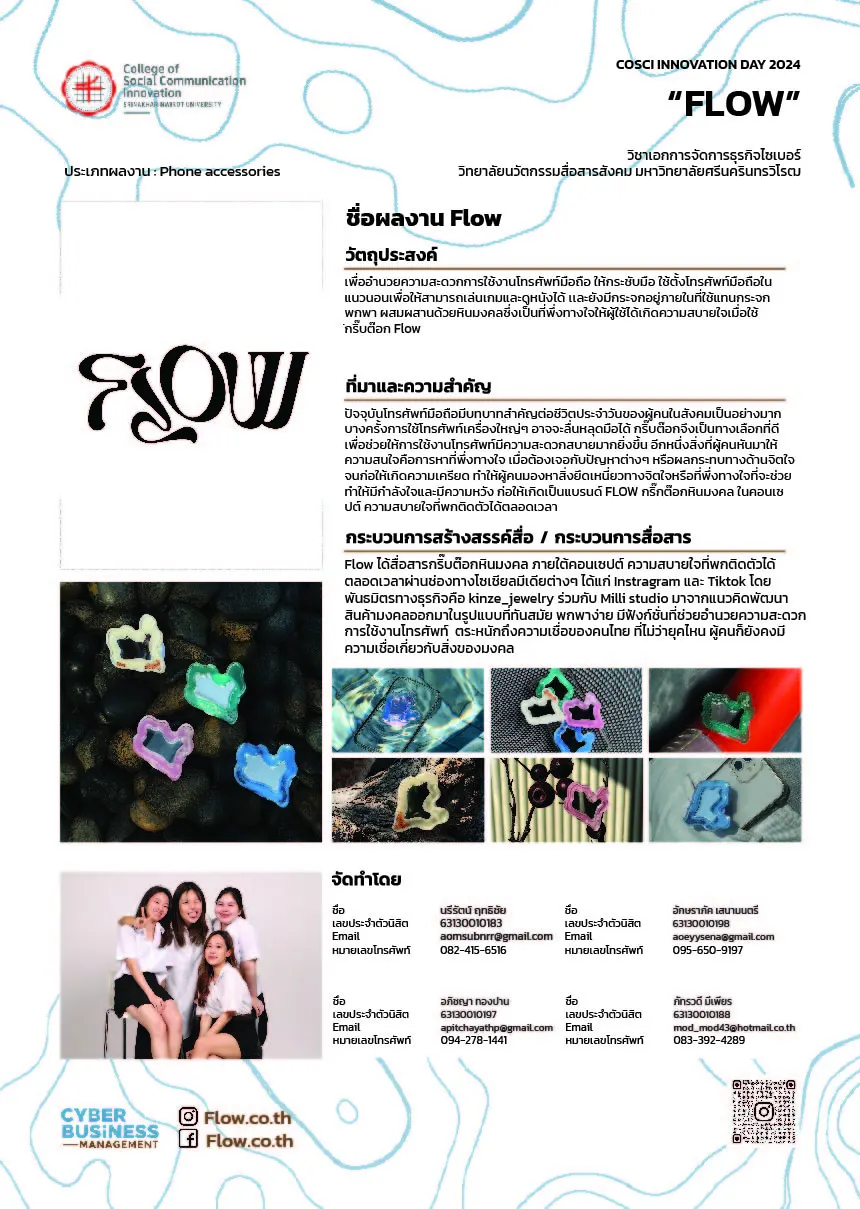 College of
Social Communication
Innovation
SRINAKHARINWIROT UNIVERSITY
COSCI INNOVATION DAY 2024
“FLOW”
วิชาเอกการจัดการธุรกิจไซเบอร์
ประเภทผลงาน : Phone accessories
วิทยาลัยนวัตกรรมสื่อสารสังคม มหาวิทยาลัยศรีนครินทรวิโรฒ
FLOW
ชื่อผลงาน Flow
วัตถุประสงค์
เพื่ออำนวยความสะดวกการใช้งานโทรศัพท์มือถือ ให้กระชับมือ ใช้ตั้งโทรศัพท์มือถือใน
แนวนอนเพื่อให้สามารถเล่นเกมและดูหนังได้ และยังมีกระจกอยู่ภายในที่ใช้แทนกระจก
พกพา ผสมผสานด้วยหินมงคลซึ่งเป็นที่พึ่งทางใจให้ผู้ใช้ได้เกิดความสบายใจเมื่อใช้
กริ๊บต๊อก Flow
ที่มาและความสำคัญ
ปัจจุบันโทรศัพท์มือถือมีบทบาทสำคัญต่อชีวิตประจำวันของผู้คนในสังคมเป็นอย่างมาก
บางครั้งการใช้โทรศัพท์เครื่องใหญ่ๆ อาจจะลื่นหลุดมือได้ กริ๊บต๊อกจึงเป็นทางเลือกที่ดี
เพื่อช่วยให้การใช้งานโทรศัพท์มีความสะดวกสบายมากยิ่งขึ้น อีกหนึ่งสิ่งที่ผู้คนหันมาให้
ความสนใจคือการหาที่พึ่งทางใจ เมื่อต้องเจอกับปัญหาต่างๆ หรือผลกระทบทางด้านจิตใจ
จนก่อให้เกิดความเครียด ทำให้ผู้คนมองหาสิ่งยึดเหนี่ยวทางจิตใจหรือที่พึ่งทางใจที่จะช่วย
ทำให้มีกำลังใจและมีความหวัง ก่อให้เกิดเป็นแบรนด์ FLOW กริ๊กต๊อกหินมงคล ในคอนเซ
ปต์ ความสบายใจที่พกติดตัวได้ตลอดเวลา
กระบวนการสร้างสรรค์สื่อ / กระบวนการสื่อสาร
Flow ได้สื่อสารกริ๊บต๊อกหินมงคล ภายใต้คอนเซปต์ ความสบายใจที่พกติดตัวได้
ตลอดเวลาผ่านช่องทางโซเชียลมีเดียต่างๆ ได้แก่ Instragram และ Tiktok โดย
พันธมิตรทางธุรกิจคือ kinze_jewelry ร่วมกับ Milli studio มาจากแนวคิดพัฒนา
สินค้ามงคลออกมาในรูปแบบที่ทันสมัย พกพาง่าย มีฟังก์ชั่นที่ช่วยอำนวยความสะดวก
การใช้งานโทรศัพท์ ตระหนักถึงความเชื่อของคนไทย ที่ไม่ว่ายุคไหน ผู้คนก็ยังคงมี
ความเชื่อเกี่ยวกับสิ่งของมงคล
จัดทำโดย
ชื่อ นรีรัตน์ ฤทธิชัย
เลขประจำตัวนิสิต 63130010183
Email aomsubnrr@gmail.com
หมายเลขโทรศัพท์ 082-415-6516
ชื่อ อักษราภัค เสนามนตรี
เลขประจำตัวนิสิต 63130010198
Email aoeyysena@gmail.com
หมายเลขโทรศัพท์ 095-650-9197
ชื่อ อภิชญา ทองปาน
เลขประจำตัวนิสิต 63130010197
Email apitchayathp@gmail.com
หมายเลขโทรศัพท์ 094-278-1441
ชื่อ ภัทรวดี มีเพียร
เลขประจำตัวนิสิต 63130010188
Email mod_mod43@hotmail.co.th
หมายเลขโทรศัพท์ 083-392-4289
CYBER
BUSINESS
MANAGEMENT
Flow.co.th
Flow.co.th